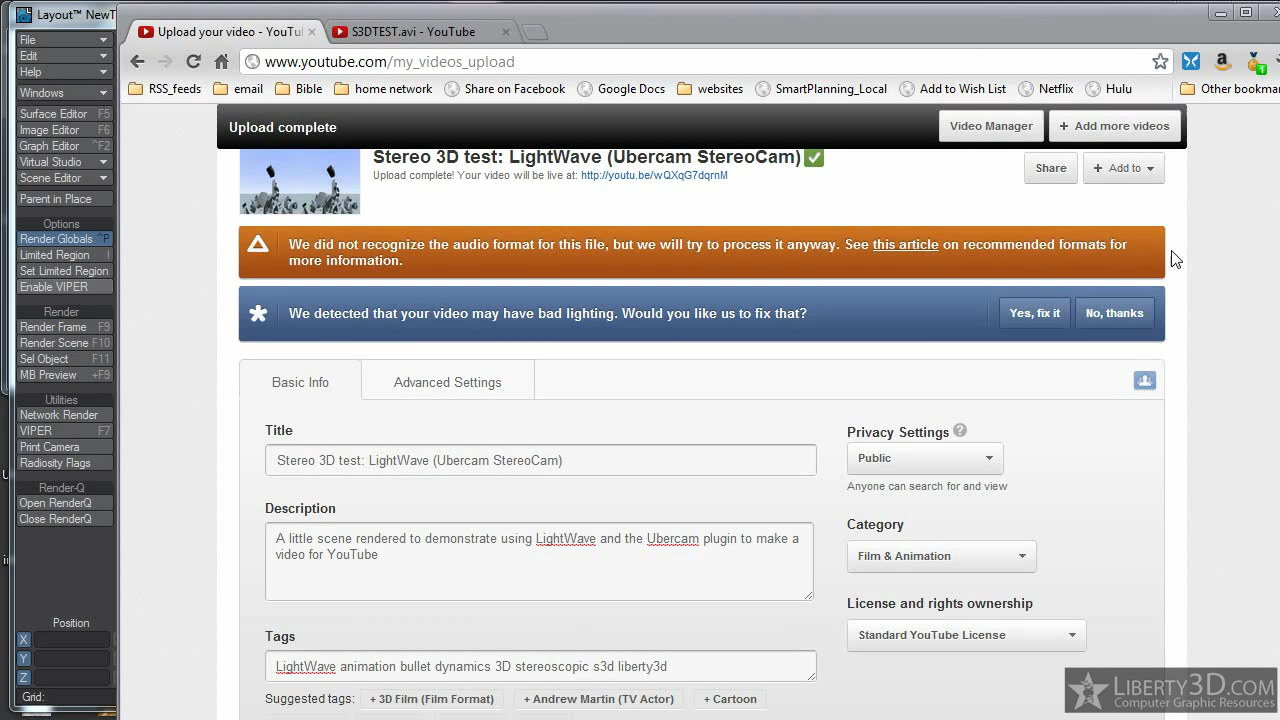 Layout™ NewT
File
Edit
Help
Windows
Surface Editor F5
Image Editor F6
Graph Editor ^F2
Virtual Studio
Scene Editor
Parent in Place
Options
Render Globals ^P
Limited Region l
Set Limited Region
Enable VIPER
Render
Render Frame F9
Render Scene F10
Sel Object F11
MB Preview +F9
Utilities
Network Render
VIPER F7
Print Camera
Radiosity Flags
Render-Q
Open RenderQ
Close RenderQ
Position
X
Y
Z
Grid:
Upload your video - YouTu
S3DTEST.avi - YouTube
www.youtube.com/my_videos_upload
RSS_feeds
email
Bible
home network
Share on Facebook
Google Docs
websites
SmartPlanning_Local
Add to Wish List
Netflix
Hulu
Other bookmar
Upload complete
Video Manager
+ Add more videos
Stereo 3D test: LightWave (Ubercam StereoCam)
Upload complete! Your video will be live at: http://youtu.be/wQXqG7dqrnM
Share
+ Add to
We did not recognize the audio format for this file, but we will try to process it anyway. See this article on recommended formats for
more information.
We detected that your video may have bad lighting. Would you like us to fix that?
Yes, fix it
No, thanks
Basic Info
Advanced Settings
Title
Stereo 3D test: LightWave (Ubercam StereoCam)
Description
A little scene rendered to demonstrate using LightWave and the Ubercam plugin to make a
video for YouTube
Tags
LightWave animation bullet dynamics 3D stereoscopic s3d liberty3d
Suggested tags: + 3D Film (Film Format) + Andrew Martin (TV Actor) + Cartoon
Privacy Settings ?
Public
Anyone can search for and view
Category
Film & Animation
License and rights ownership
Standard YouTube License
LIBERTY3D.COM
Computer Graphic Resources